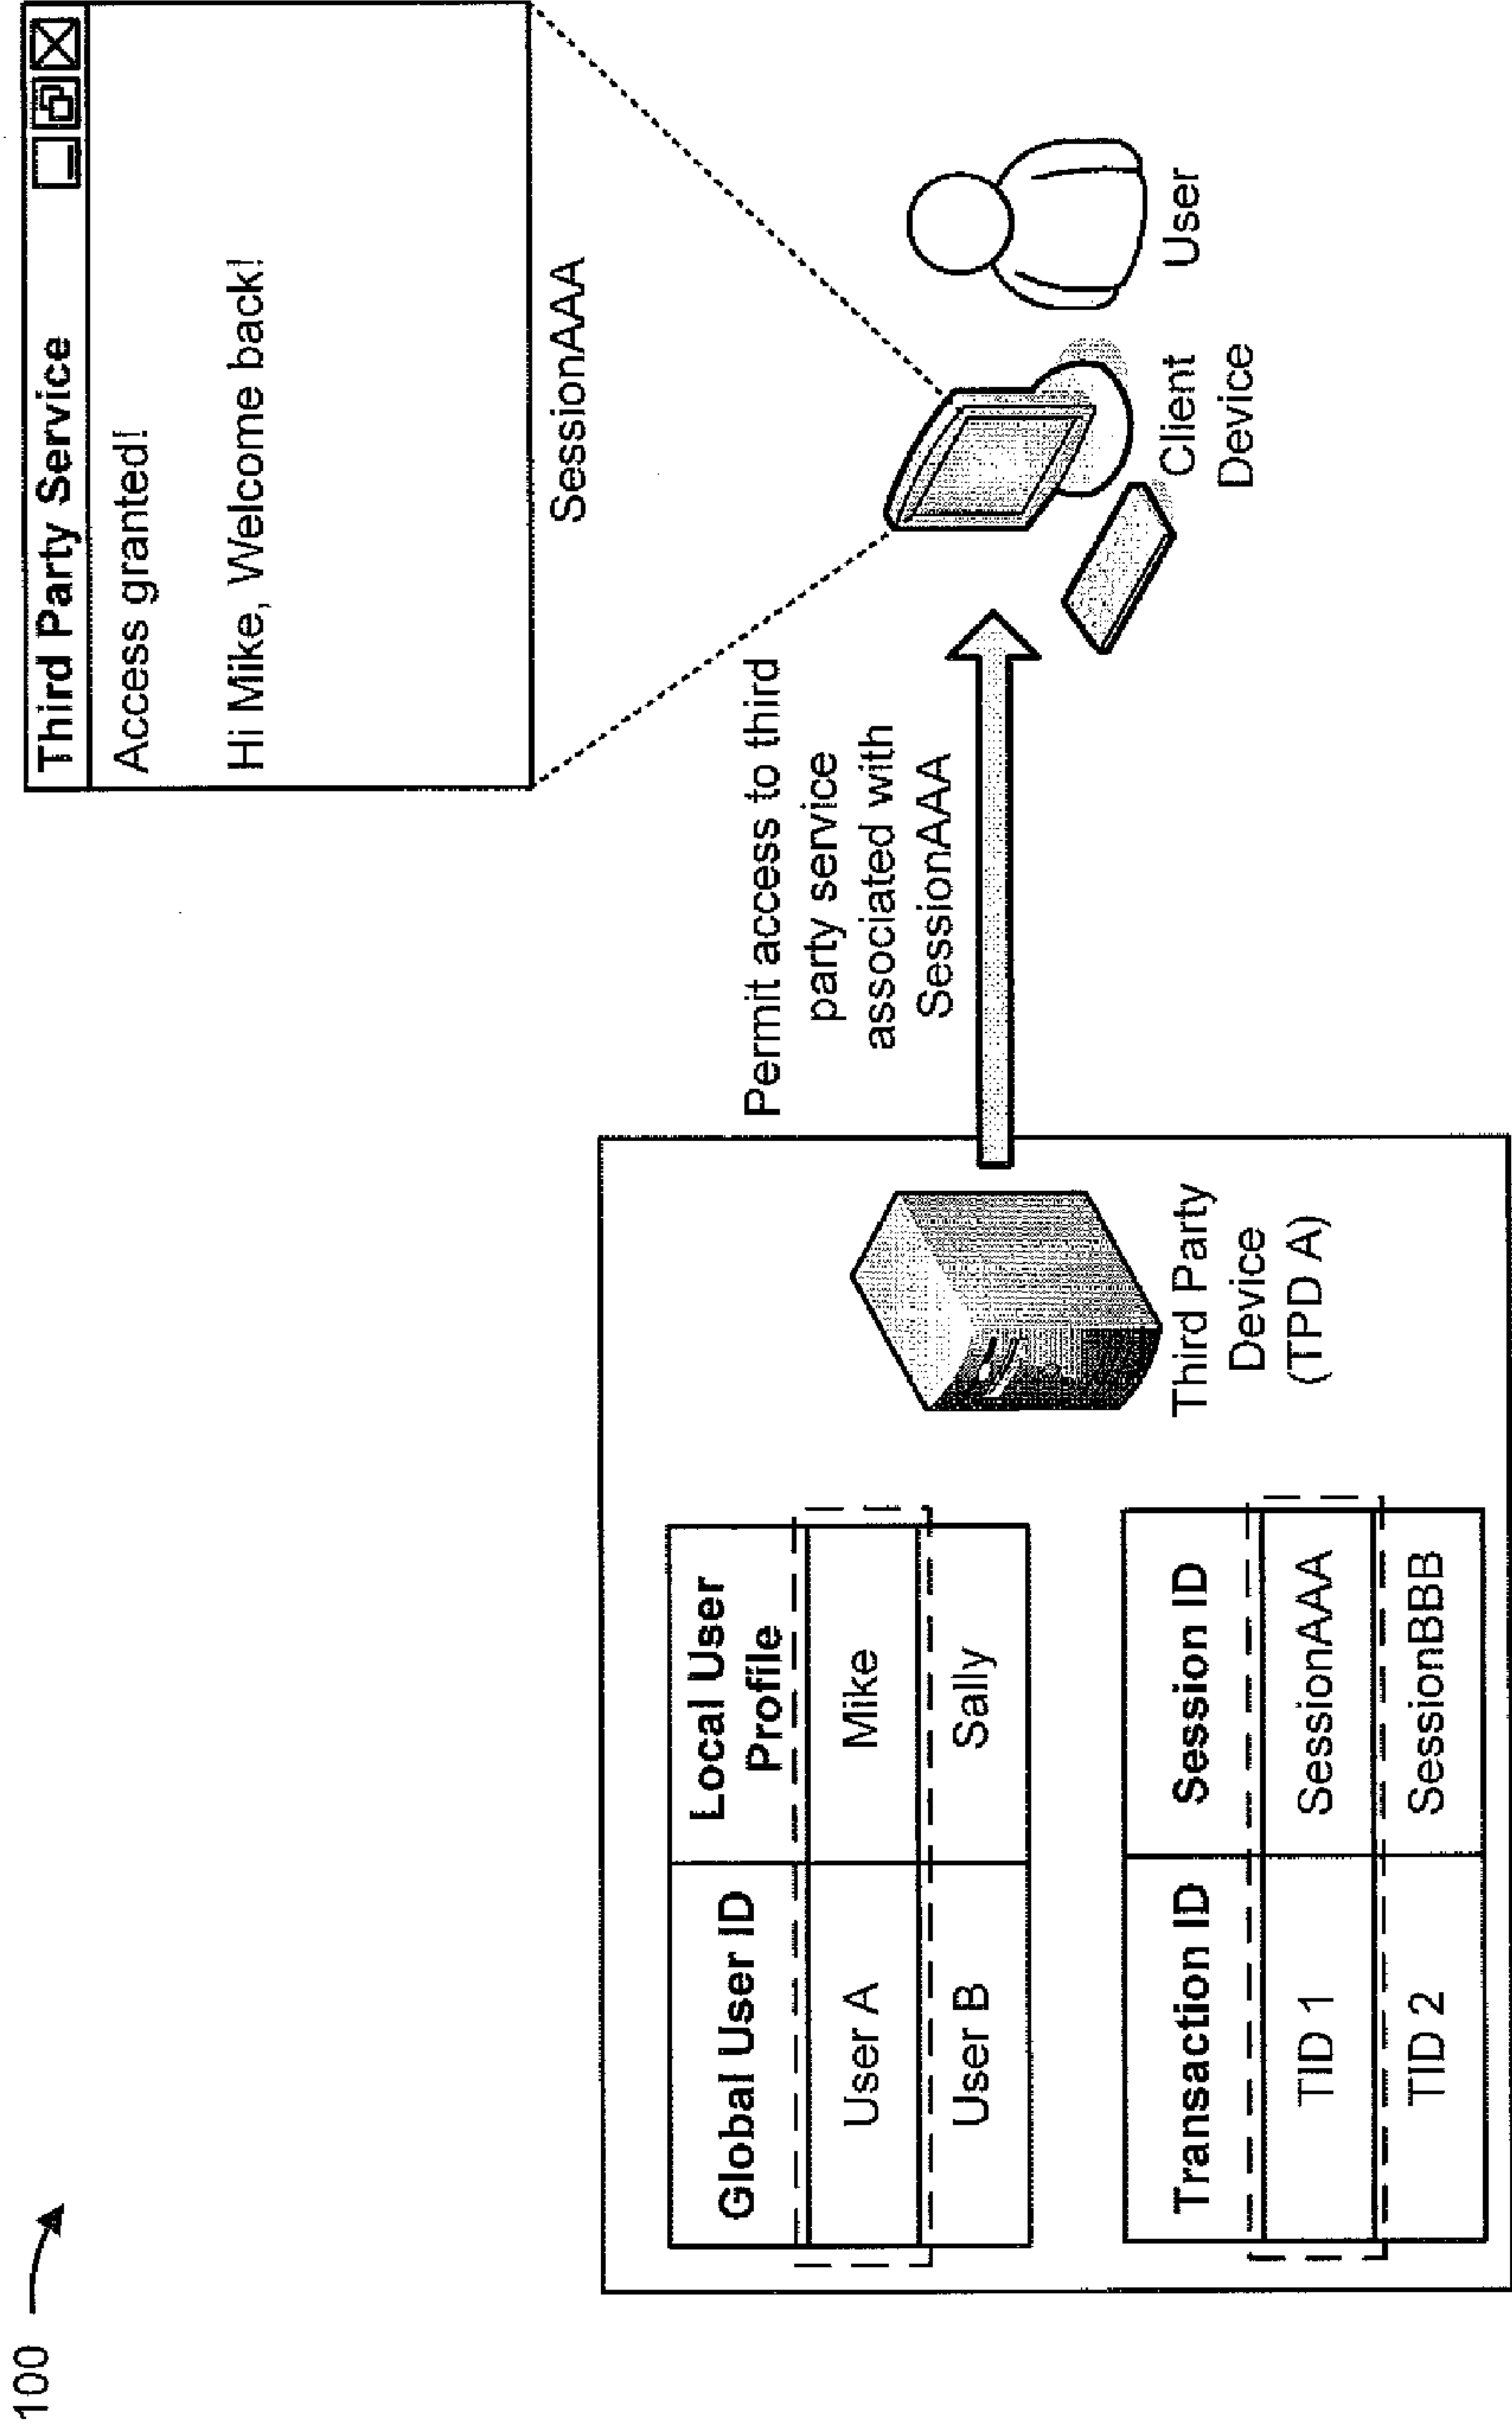 100
Third Party Service
Access granted!
Hi Mike, Welcome back!
SessionAAA
Global User ID
Local User
Profile
User A
Mike
User B
Sally
Transaction ID
Session ID
TID 1
SessionAAA
TID 2
SessionBBB
Third Party
Device
(TPD A)
Permit access to third
party service
associated with
SessionAAA
Client
Device
User